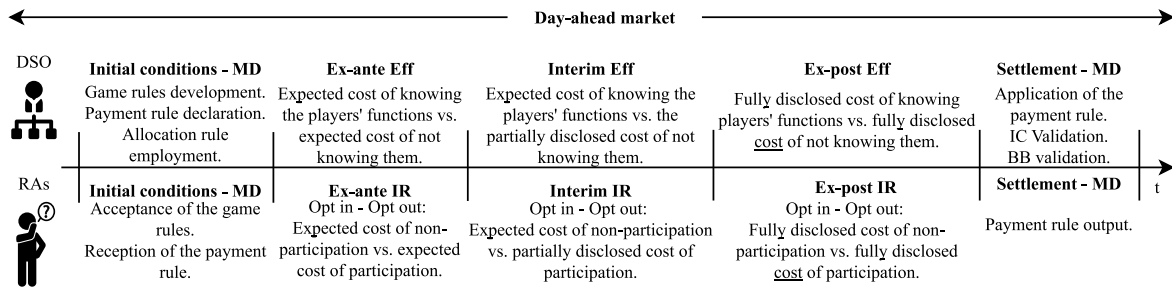 Day-ahead market
DSO
Initial conditions - MD
Game rules development.
Payment rule declaration.
Allocation rule
employment.
Ex-ante Eff
Expected cost of knowing
the players' functions vs.
expected cost of not
knowing them.
Interim Eff
Expected cost of knowing the
players' functions vs. the
partially disclosed cost of not
knowing them.
Ex-post Eff
Fully disclosed cost of knowing
players' functions vs. fully disclosed
cost of not knowing them.
Settlement - MD
Application of the
payment rule.
IC Validation.
BB validation.
RAs
?
Initial conditions - MD
Acceptance of the game
rules.
Reception of the payment
rule.
Ex-ante IR
Opt in - Opt out:
Expected cost of non-
participation vs. expected
cost of participation.
Interim IR
Opt in - Opt out:
Expected cost of non-participation
vs. partially disclosed cost of
participation.
Ex-post IR
Opt in - Opt out:
Fully disclosed cost of non-
participation vs. fully disclosed
cost of participation.
Settlement - MD
Payment rule output.
t